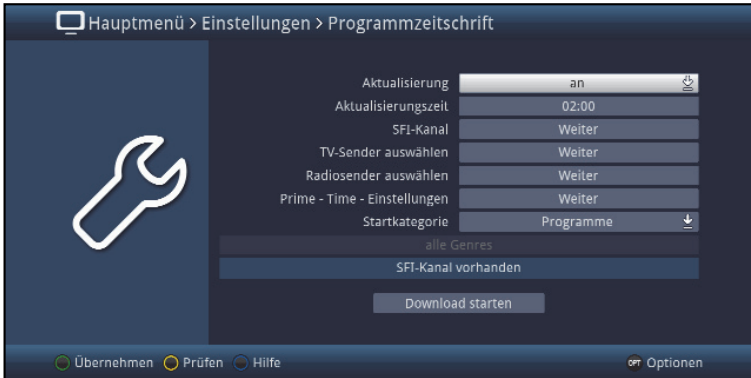 Hauptmenü > Einstellungen > Programmzeitschrift
Aktualisierung an
Aktualisierungszeit 02:00
SFI-Kanal Weiter
TV-Sender auswählen Weiter
Radiosender auswählen Weiter
Prime - Time - Einstellungen Weiter
Startkategorie Programme
alle Genres
SFI-Kanal vorhanden
Download starten
Übernehmen Prüfen Hilfe OPT Optionen